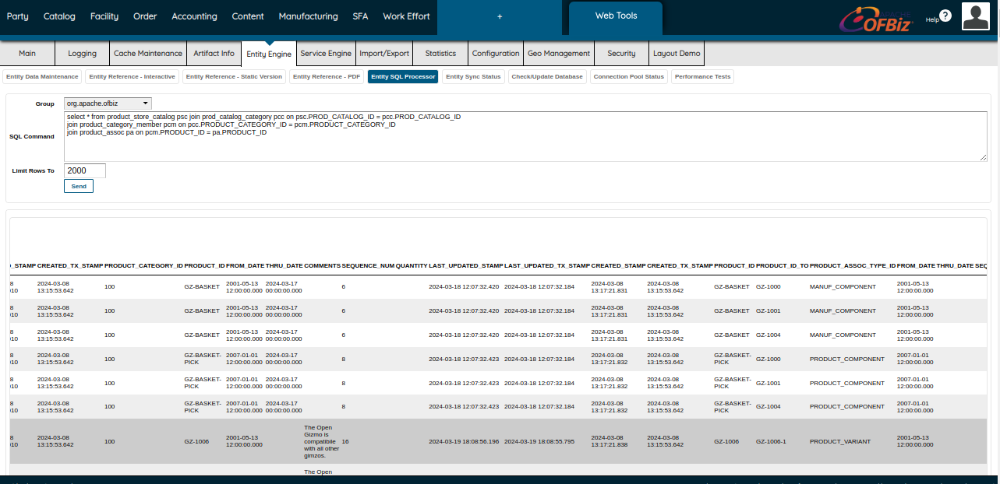 Party Catalog Facility Order Accounting Content Manufacturing SFA Work Effort + Web Tools APACHE OFBiz Help ?
Main Logging Cache Maintenance Artifact Info Entity Engine Service Engine Import/Export Statistics Configuration Geo Management Security Layout Demo
Entity Data Maintenance Entity Reference - Interactive Entity Reference - Static Version Entity Reference - PDF Entity SQL Processor Entity Sync Status Check/Update Database Connection Pool Status Performance Tests
Group org.apache.ofbiz
SQL Command
select * from product_store_catalog psc join prod_catalog_category pcc on psc.PROD_CATALOG_ID = pcc.PROD_CATALOG_ID
join product_category_member pcm on pcc.PRODUCT_CATEGORY_ID = pcm.PRODUCT_CATEGORY_ID
join product_assoc pa on pcm.PRODUCT_ID = pa.PRODUCT_ID
Limit Rows To 2000
Send
_STAMP CREATED_TX_STAMP PRODUCT_CATEGORY_ID PRODUCT_ID FROM_DATE THRU_DATE COMMENTS SEQUENCE_NUM QUANTITY LAST_UPDATED_STAMP LAST_UPDATED_TX_STAMP CREATED_STAMP CREATED_TX_STAMP PRODUCT_ID PRODUCT_ID_TO PRODUCT_ASSOC_TYPE_ID FROM_DATE THRU_DATE SEQ
8 2024-03-08 2001-05-13 2024-03-17 2024-03-08 2024-03-08 2001-05-13
100 GZ-BASKET 6 2024-03-18 12:07:32.420 2024-03-18 12:07:32.184 GZ-BASKET GZ-1000 MANUF_COMPONENT
10 13:15:53.642 12:00:00.000 00:00:00.000 13:17:21.831 13:15:53.642 12:00:00.000
8 2024-03-08 2001-05-13 2024-03-17 2024-03-08 2024-03-08 2001-05-13
100 GZ-BASKET 6 2024-03-18 12:07:32.420 2024-03-18 12:07:32.184 GZ-BASKET GZ-1001 MANUF_COMPONENT
10 13:15:53.642 12:00:00.000 00:00:00.000 13:17:21.831 13:15:53.642 12:00:00.000
8 2024-03-08 2001-05-13 2024-03-17 2024-03-08 2024-03-08 2001-05-13
100 GZ-BASKET 6 2024-03-18 12:07:32.420 2024-03-18 12:07:32.184 GZ-BASKET GZ-1004 MANUF_COMPONENT
10 13:15:53.642 12:00:00.000 00:00:00.000 13:17:21.831 13:15:53.642 12:00:00.000
8 2024-03-08 GZ-BASKET- 2007-01-01 2024-03-17 2024-03-08 2024-03-08 GZ-BASKET- 2007-01-01
100 8 2024-03-18 12:07:32.423 2024-03-18 12:07:32.184 GZ-1000 PRODUCT_COMPONENT
10 13:15:53.642 PICK 12:00:00.000 00:00:00.000 13:17:21.832 13:15:53.642 PICK 12:00:00.000
8 2024-03-08 GZ-BASKET- 2007-01-01 2024-03-17 2024-03-08 2024-03-08 GZ-BASKET- 2007-01-01
100 8 2024-03-18 12:07:32.423 2024-03-18 12:07:32.184 GZ-1001 PRODUCT_COMPONENT
10 13:15:53.642 PICK 12:00:00.000 00:00:00.000 13:17:21.832 13:15:53.642 PICK 12:00:00.000
8 2024-03-08 GZ-BASKET- 2007-01-01 2024-03-17 2024-03-08 2024-03-08 GZ-BASKET- 2007-01-01
100 8 2024-03-18 12:07:32.423 2024-03-18 12:07:32.184 GZ-1004 PRODUCT_COMPONENT
10 13:15:53.642 PICK 12:00:00.000 00:00:00.000 13:17:21.832 13:15:53.642 PICK 12:00:00.000
The Open
8 2024-03-08 2001-05-13 Gizmo is 2024-03-08 2024-03-08 2001-05-13
100 GZ-1006 compatibile 16 2024-03-19 18:08:56.196 2024-03-19 18:08:55.795 GZ-1006 GZ-1006-1 PRODUCT_VARIANT
10 13:15:53.642 12:00:00.000 with all other 13:17:21.838 13:15:53.642 12:00:00.000
gimzos.
The Open